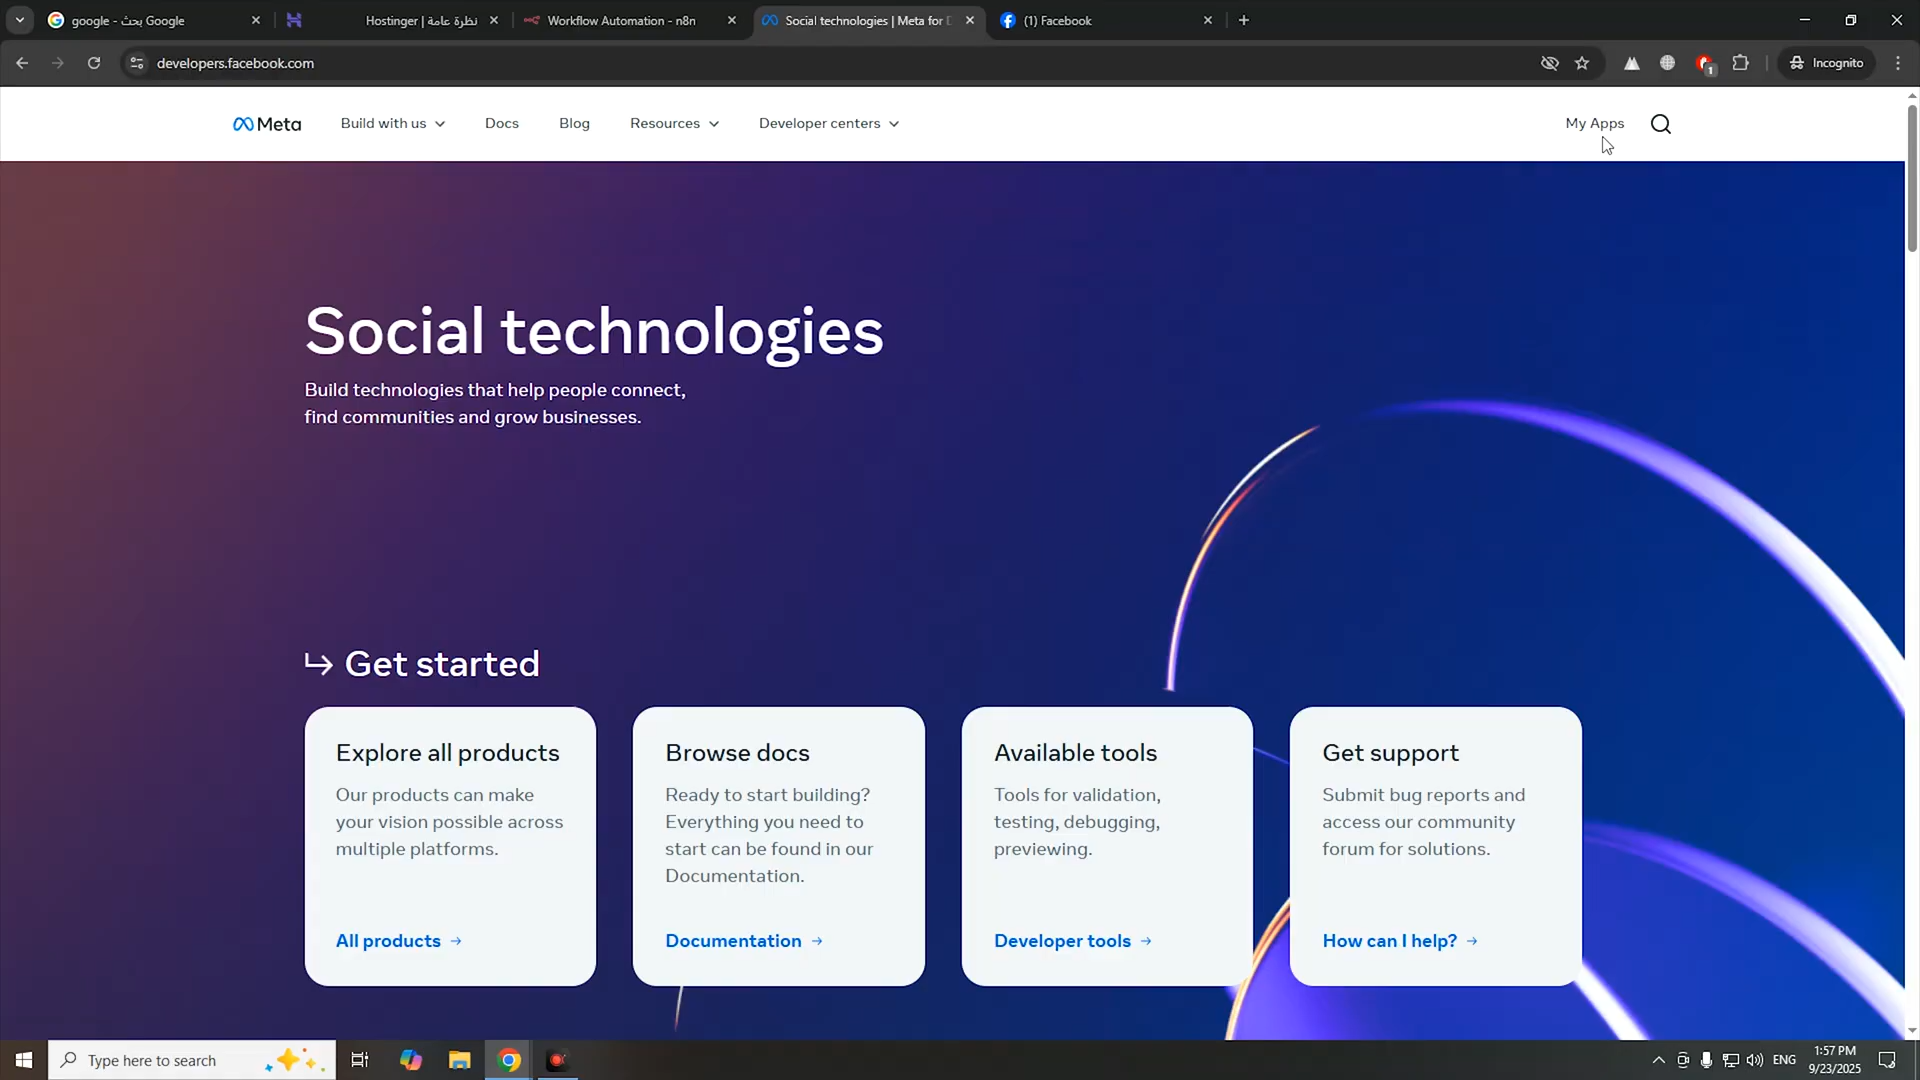 google - بحث Google
Hostinger | نظرة عامة
Workflow Automation - n8n
Social technologies | Meta for D
(1) Facebook
developers.facebook.com
1
Incognito
Meta
Build with us
Docs
Blog
Resources
Developer centers
My Apps
Social technologies
Build technologies that help people connect,
find communities and grow businesses.
Get started
Explore all products
Our products can make
your vision possible across
multiple platforms.
All products
Browse docs
Ready to start building?
Everything you need to
start can be found in our
Documentation.
Documentation
Available tools
Tools for validation,
testing, debugging,
previewing.
Developer tools
Get support
Submit bug reports and
access our community
forum for solutions.
How can I help?
Type here to search
ENG
1:57 PM
9/23/2025